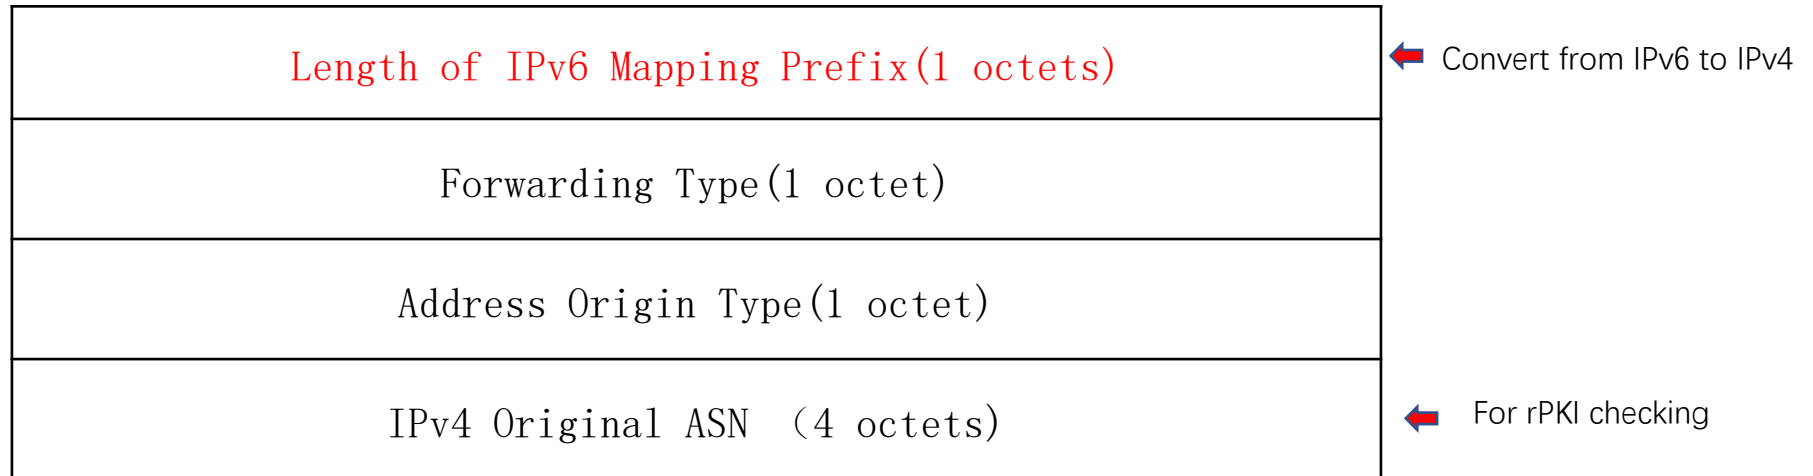 Length of IPv6 Mapping Prefix(1 octets)
Convert from IPv6 to IPv4
Forwarding Type(1 octet)
Address Origin Type(1 octet)
IPv4 Original ASN （4 octets)
For rPKI checking